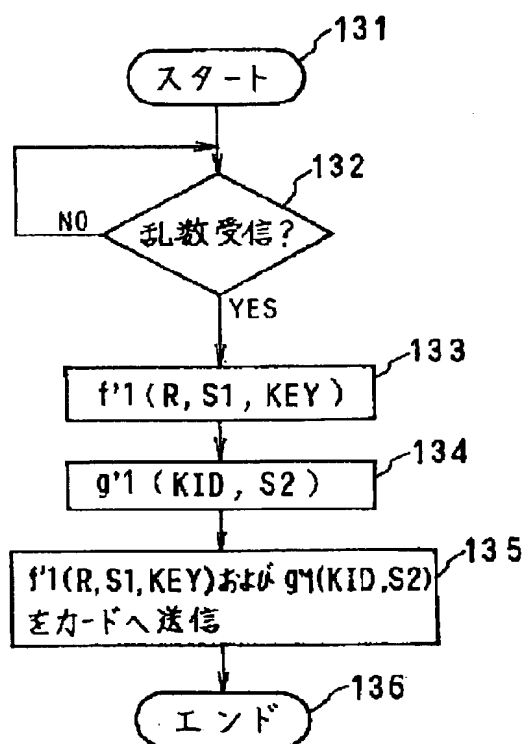 131
スタート
132
乱数受信?
NO
YES
133
f'1(R,S1,KEY)
134
g'1(KID,S2)
135
f'1(R,S1,KEY)および g'1(KID,S2)
をカードへ送信
136
エンド